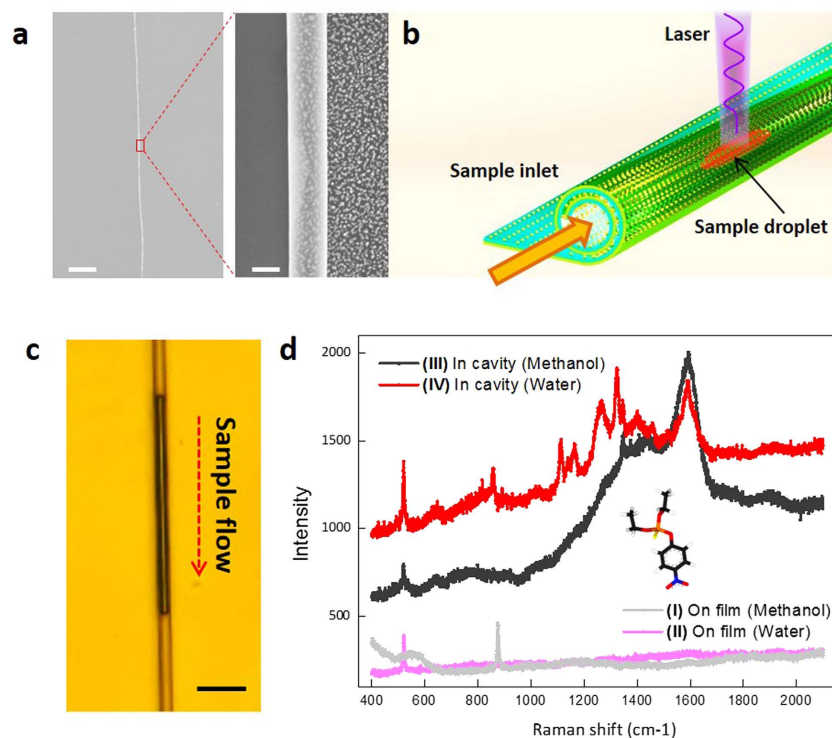 a
b
Laser
Sample inlet
Sample droplet
c
Sample flow
d
2000
1500
1000
500
Intensity
(III) In cavity (Methanol)
(IV) In cavity (Water)
(I) On film (Methanol)
(II) On film (Water)
400 600 800 1000 1200 1400 1600 1800 2000
Raman shift (cm-1)